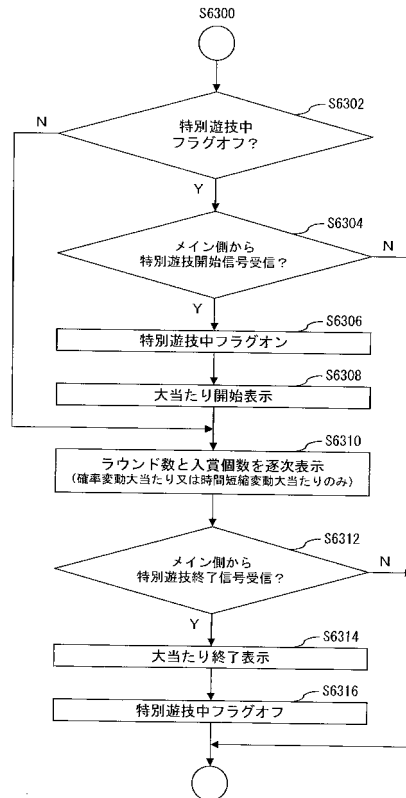 S6300
S6302
特別遊技中
フラグオフ？
N
Y
S6304
メイン側から
特別遊技開始信号受信？
N
Y
S6306
特別遊技中フラグオン
S6308
大当たり開始表示
S6310
ラウンド数と入賞個数を逐次表示
(確率変動大当たり又は時間短縮変動大当たりのみ)
S6312
メイン側から
特別遊技終了信号受信？
N
Y
S6314
大当たり終了表示
S6316
特別遊技中フラグオフ